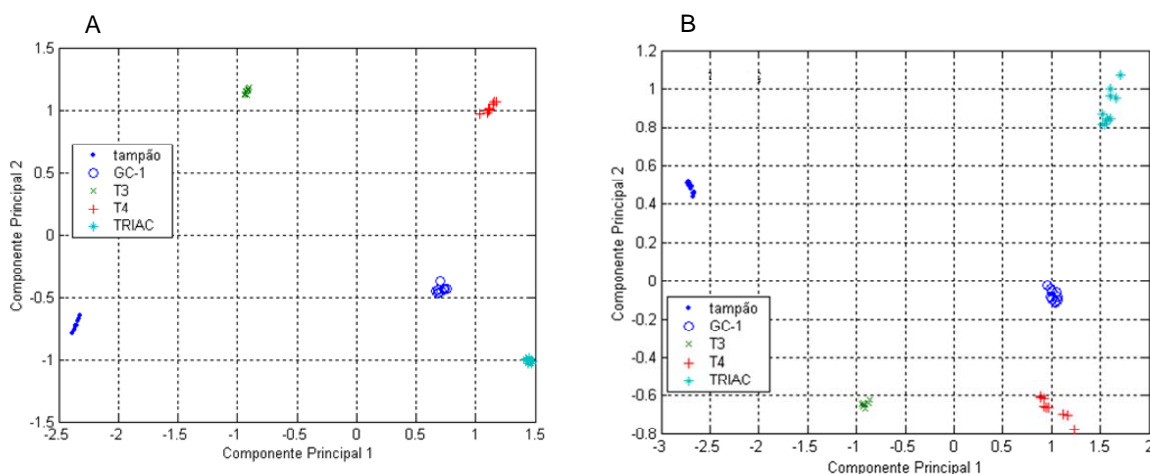 A
B
Componente Principal 2
1.5
1
0.5
0
-0.5
-1
-1.5
tampão
GC-1
T3
T4
TRIAC
-2.5 -2 -1.5 -1 -0.5 0 0.5 1 1.5
Componente Principal 1
Componente Principal 2
1.2
1
0.8
0.6
0.4
0.2
0
-0.2
-0.4
-0.6
-0.8
tampão
GC-1
T3
T4
TRIAC
-3 -2.5 -2 -1.5 -1 -0.5 0 0.5 1 1.5 2
Componente Principal 1